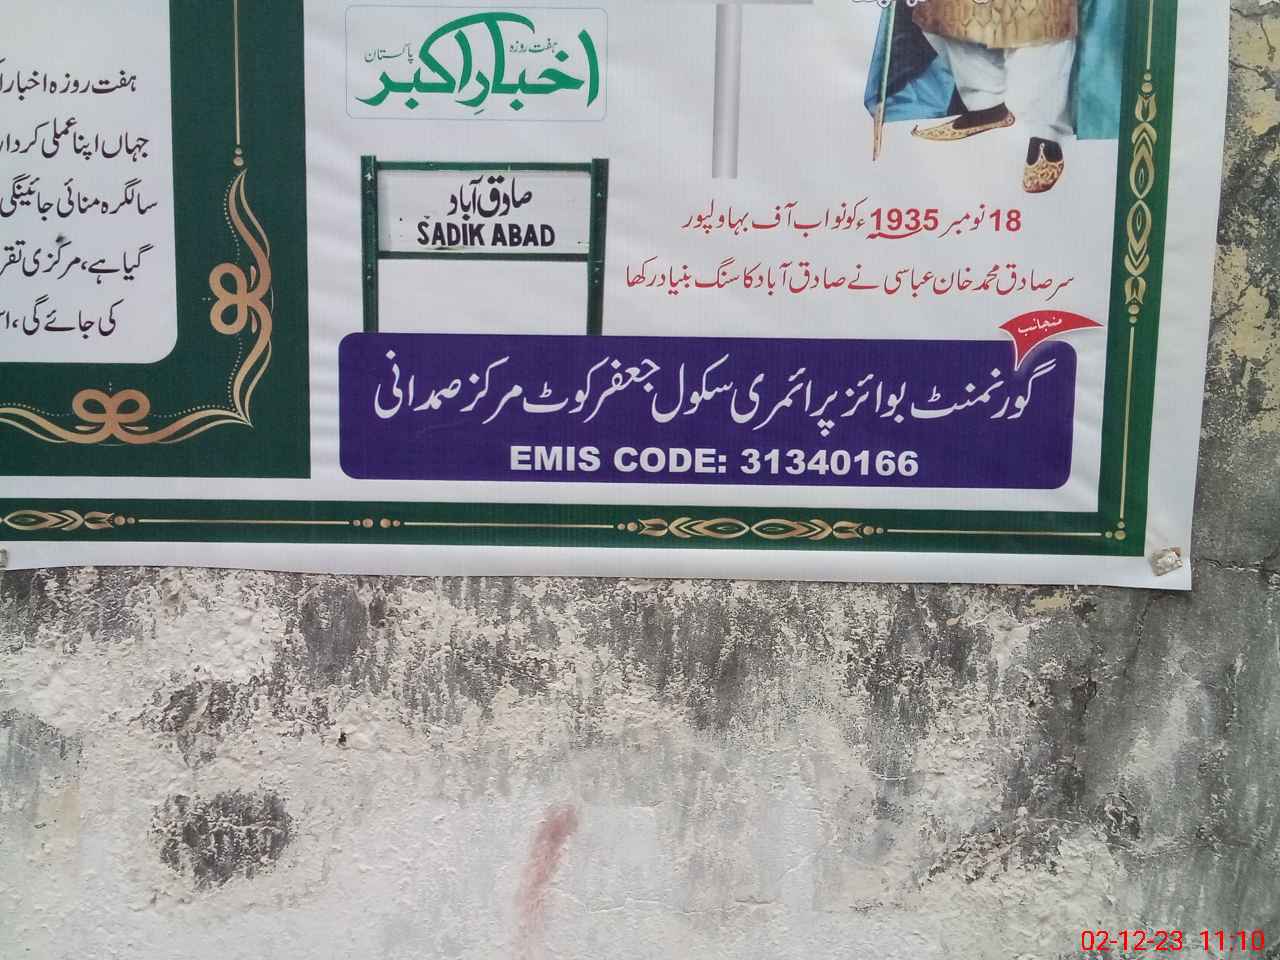 ہفت روزہ
اخبارِ اکبر
پاکستان
صادق آباد
SADIK ABAD
18 نومبر 1935ء کو نواب آف بہاولپور
سر صادق محمد خان عباسی نے صادق آباد کا سنگ بنیاد رکھا
منجانب
گورنمنٹ بوائز پرائمری سکول جعفر کوٹ مرکز صمدانی
EMIS CODE: 31340166
ہفت روزہ اخبار
جہاں اپنا عملی کردار
سالگرہ منائی جائینگی
گیا ہے، مرکزی
کی جائے گی،
02-12-23 11:10